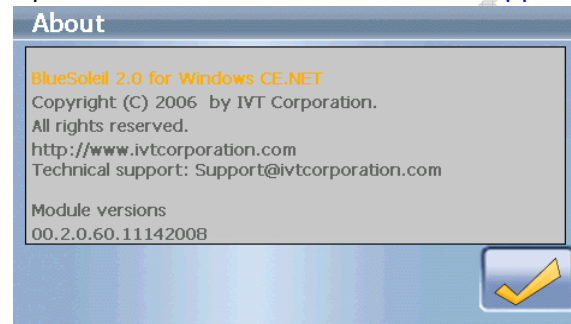 About
BlueSoleil 2.0 for Windows CE.NET
Copyright (C) 2006 by IVT Corporation.
All rights reserved.
http://www.ivtcorporation.com
Technical support: Support@ivtcorporation.com
Module versions
00.2.0.60.11142008